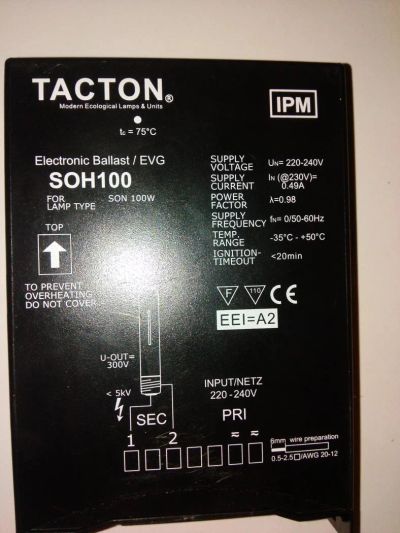 TACTON®
Modern Ecological Lamps & Units
IPM
tc = 75°C
Electronic Ballast / EVG
SOH100
FOR LAMP TYPE SON 100W
TOP
TO PREVENT
OVERHEATING
DO NOT COVER
SUPPLY VOLTAGE UN= 220-240V
SUPPLY CURRENT IN (@230V)= 0.49A
POWER FACTOR λ=0.98
SUPPLY FREQUENCY fN= 0/50-60Hz
TEMP. RANGE -35°C - +50°C
IGNITION-TIMEOUT <20min
F 110 CE
EEI=A2
U-OUT= 300V
< 5kV
SEC
1 2
INPUT/NETZ
220 -240V
PRI
≂ ≂
6mm wire preparation
0.5-2.5□/AWG 20-12